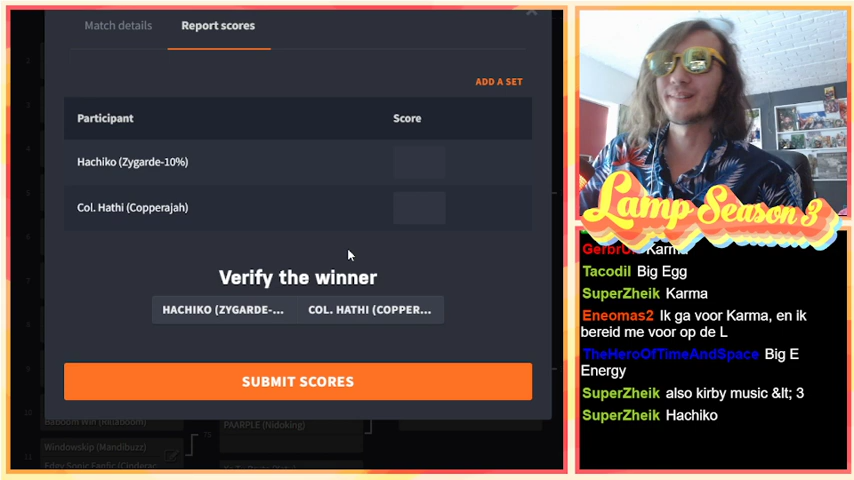 Match details
Report scores
ADD A SET
Participant
Score
Hachiko (Zygarde-10%)
Col. Hathi (Copperajah)
Verify the winner
HACHIKO (ZYGARDE-...
COL. HATHI (COPPER...
SUBMIT SCORES
PAARPLE (Nidoking)
Windowskip (Mandibuzz)
Lamp Season 3
Karma
Tacodil Big Egg
SuperZheik Karma
Eneomas2 Ik ga voor Karma, en ik
bereid me voor op de L
TheHeroOfTimeAndSpace Big E
Energy
SuperZheik also kirby music &lt; 3
SuperZheik Hachiko